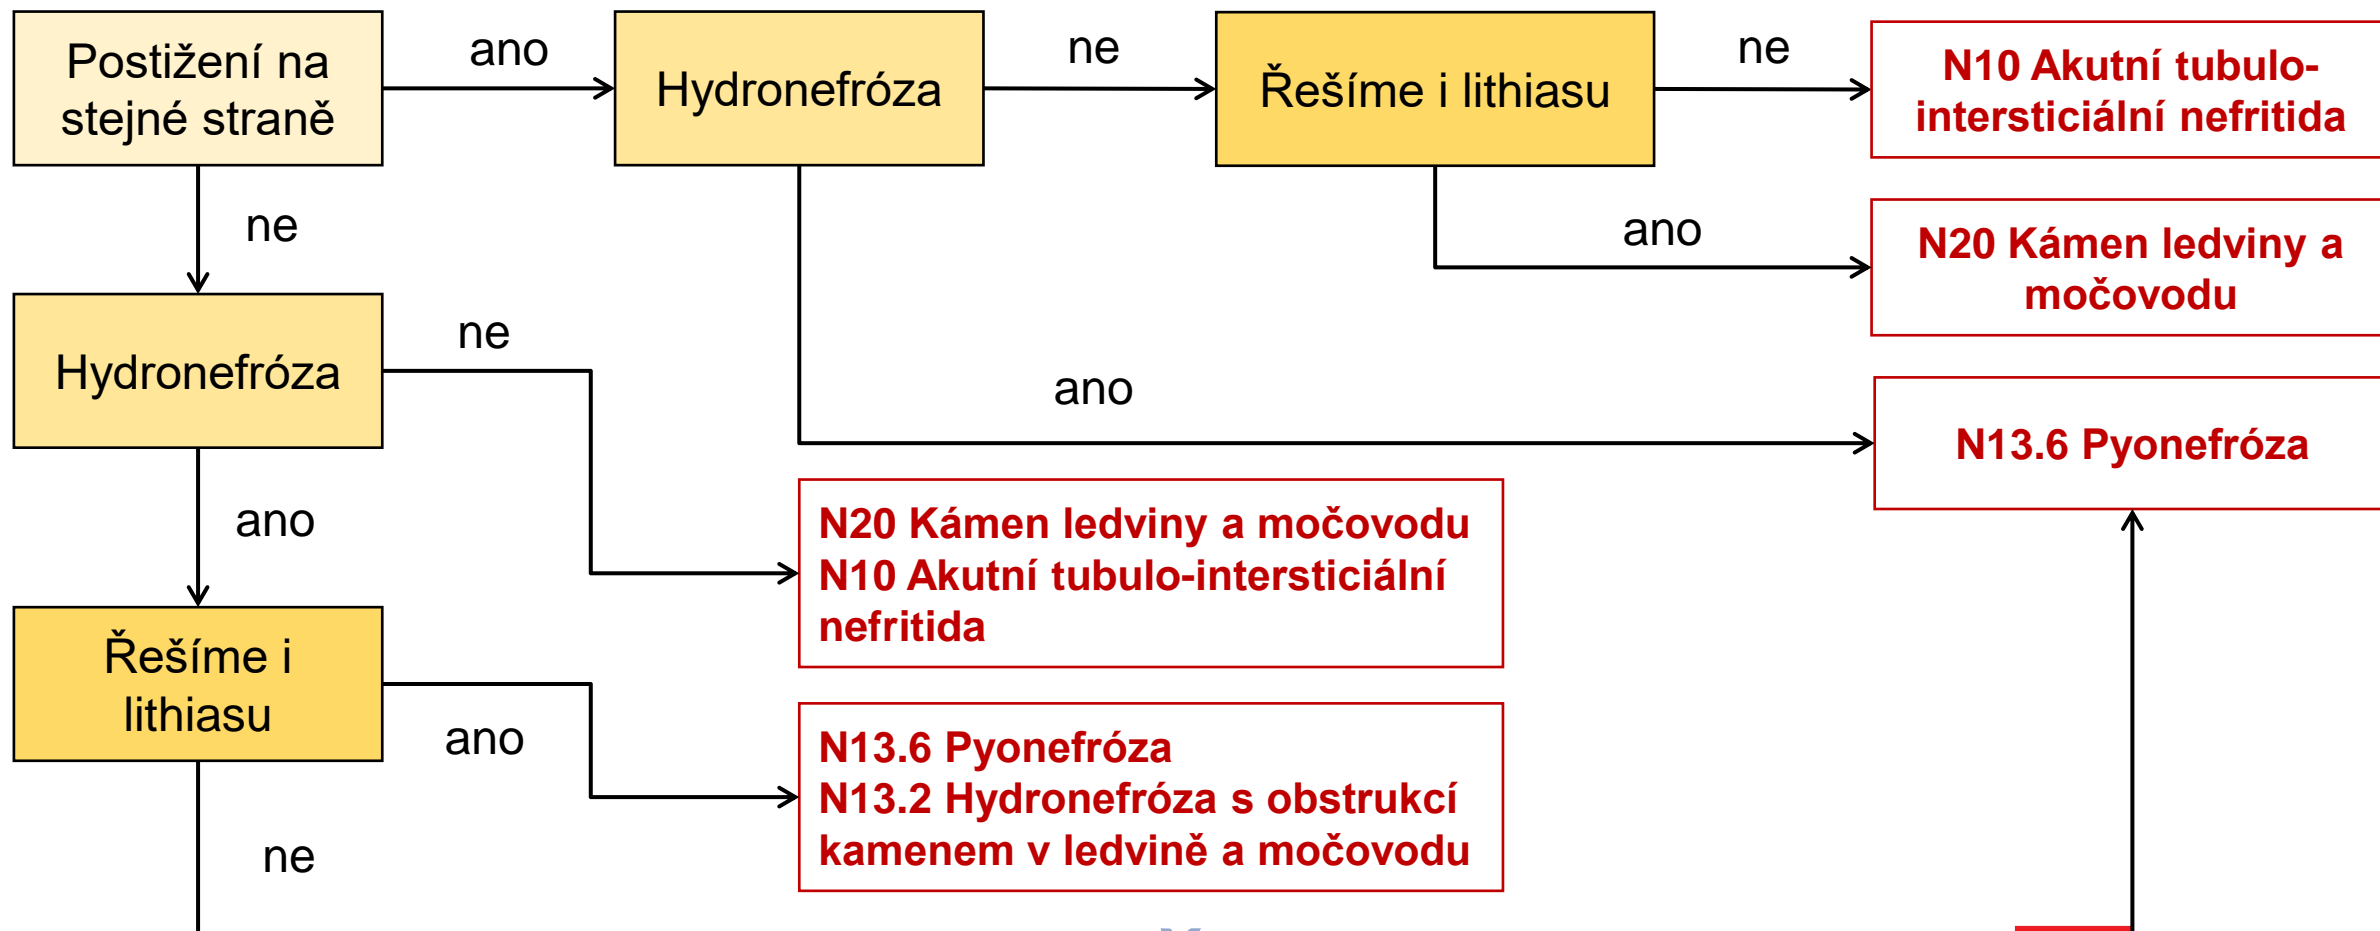 Postižení na
stejné straně
ano
Hydronefróza
ne
Řešíme i lithiasu
ne
N10 Akutní tubulo-
intersticiální nefritida
ne
ano
N20 Kámen ledviny a
močovodu
Hydronefróza
ne
ano
N13.6 Pyonefróza
ano
N20 Kámen ledviny a močovodu
N10 Akutní tubulo-intersticiální
nefritida
Řešíme i
lithiasu
ano
N13.6 Pyonefróza
N13.2 Hydronefróza s obstrukcí
kamenem v ledvině a močovodu
ne